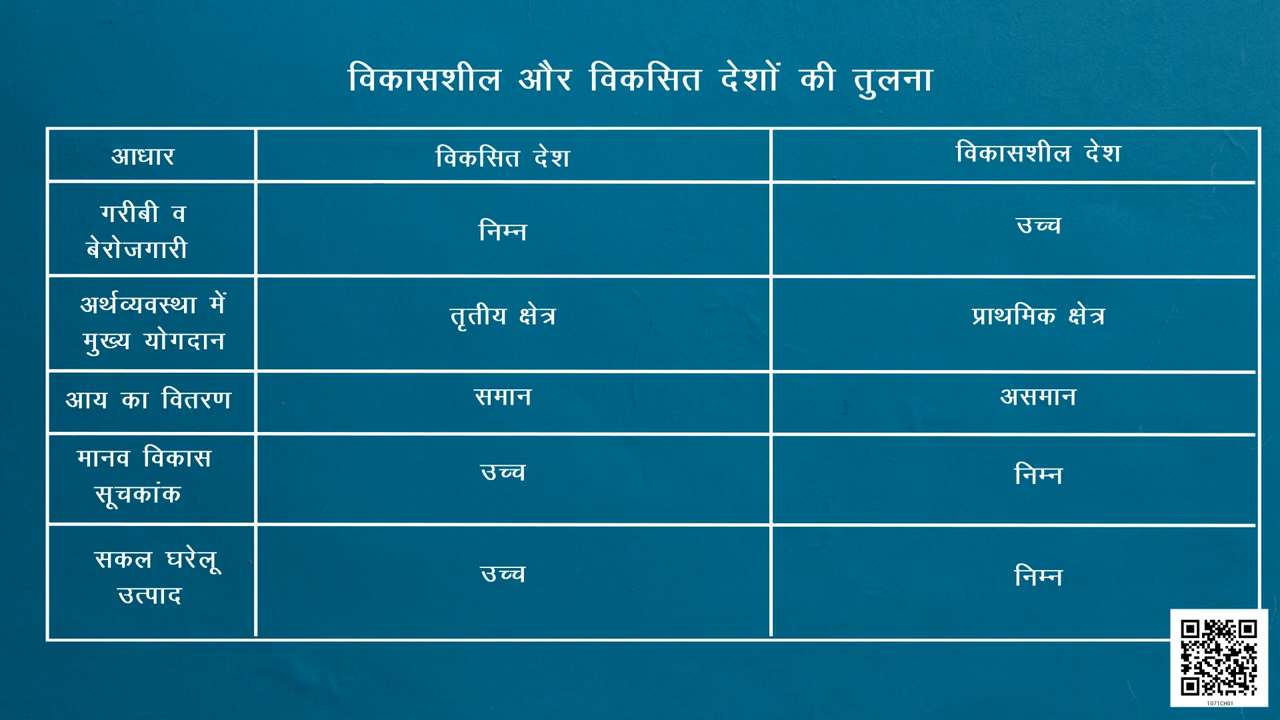 विकासशील और विकसित देशों की तुलना
आधार
विकसित देश
विकासशील देश
गरीबी व
बेरोजगारी
निम्न
उच्च
अर्थव्यवस्था में
मुख्य योगदान
तृतीय क्षेत्र
प्राथमिक क्षेत्र
आय का वितरण
समान
असमान
मानव विकास
सूचकांक
उच्च
निम्न
सकल घरेलू
उत्पाद
उच्च
निम्न
1071CH01